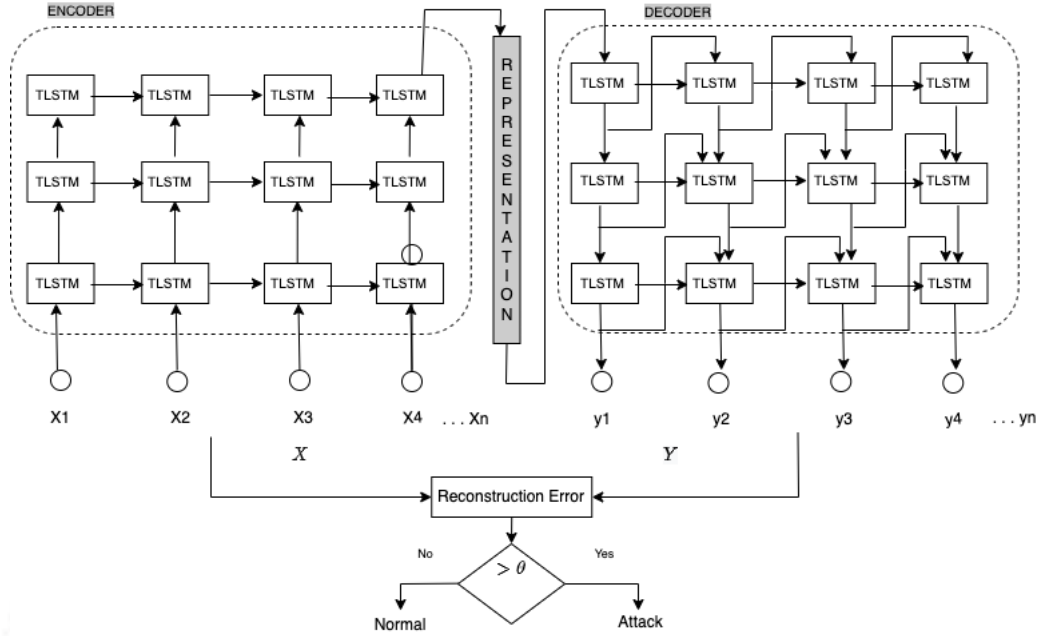 ENCODER
DECODER
TLSTM TLSTM TLSTM TLSTM
TLSTM TLSTM TLSTM TLSTM
TLSTM TLSTM TLSTM TLSTM
REPRESENTATION
TLSTM TLSTM TLSTM TLSTM
TLSTM TLSTM TLSTM TLSTM
TLSTM TLSTM TLSTM TLSTM
X1 X2 X3 X4 . . . Xn
y1 y2 y3 y4 . . . yn
X
Y
Reconstruction Error
> θ
No
Yes
Normal
Attack